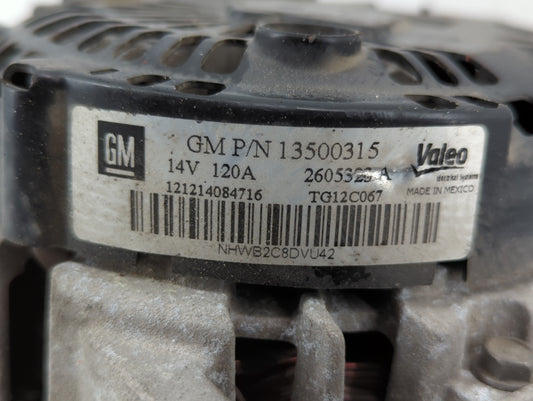 GM
GM P/N 13500315
Valeo
Electrical Systems
14V 120A
MADE IN MEXICO
121214084716 TG12C067
NHWB2C8DVU42